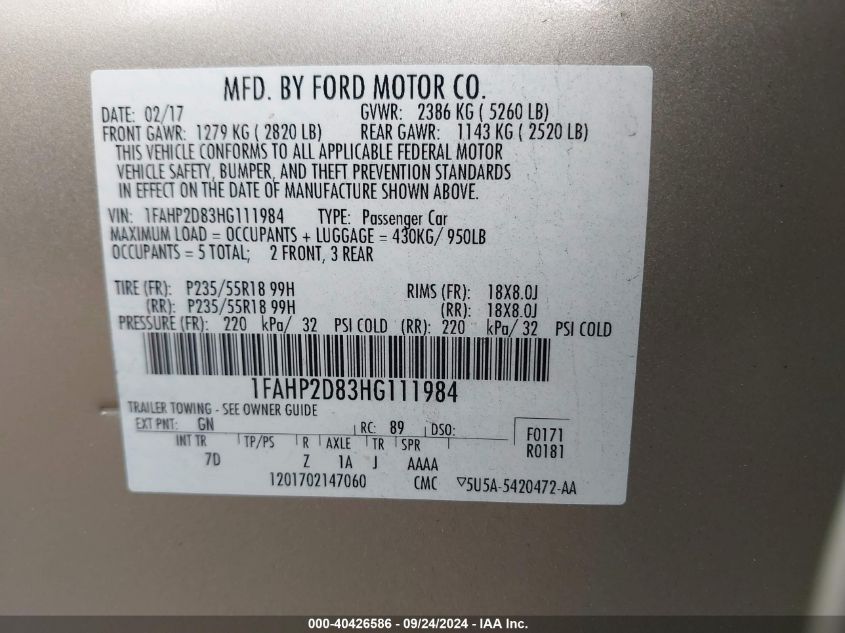 MFD. BY FORD MOTOR CO.
DATE: 02/17 GVWR: 2386 KG ( 5260 LB)
FRONT GAWR: 1279 KG ( 2820 LB) REAR GAWR: 1143 KG ( 2520 LB)
THIS VEHICLE CONFORMS TO ALL APPLICABLE FEDERAL MOTOR
VEHICLE SAFETY, BUMPER, AND THEFT PREVENTION STANDARDS
IN EFFECT ON THE DATE OF MANUFACTURE SHOWN ABOVE.
VIN: 1FAHP2D83HG111984 TYPE: Passenger Car
MAXIMUM LOAD = OCCUPANTS + LUGGAGE = 430KG/ 950LB
OCCUPANTS = 5 TOTAL; 2 FRONT, 3 REAR
TIRE (FR): P235/55R18 99H RIMS (FR): 18X8.0J
(RR): P235/55R18 99H (RR): 18X8.0J
PRESSURE (FR): 220 kPa/ 32 PSI COLD (RR): 220 kPa/ 32 PSI COLD
1FAHP2D83HG111984
TRAILER TOWING - SEE OWNER GUIDE
EXT PNT: GN RC: 89 DSO: F0171
INT TR TP/PS R AXLE TR SPR R0181
7D Z 1A J AAAA
1201702147060 CMC ▽5U5A-5420472-AA
000-40426586 - 09/24/2024 - IAA Inc.